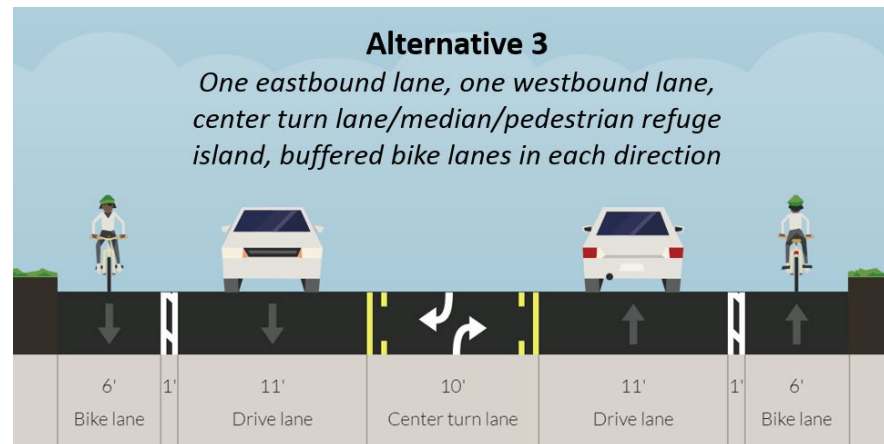 Alternative 3
One eastbound lane, one westbound lane,
center turn lane/median/pedestrian refuge
island, buffered bike lanes in each direction
6' 1' 11' 10' 11' 1' 6'
Bike lane Drive lane Center turn lane Drive lane Bike lane